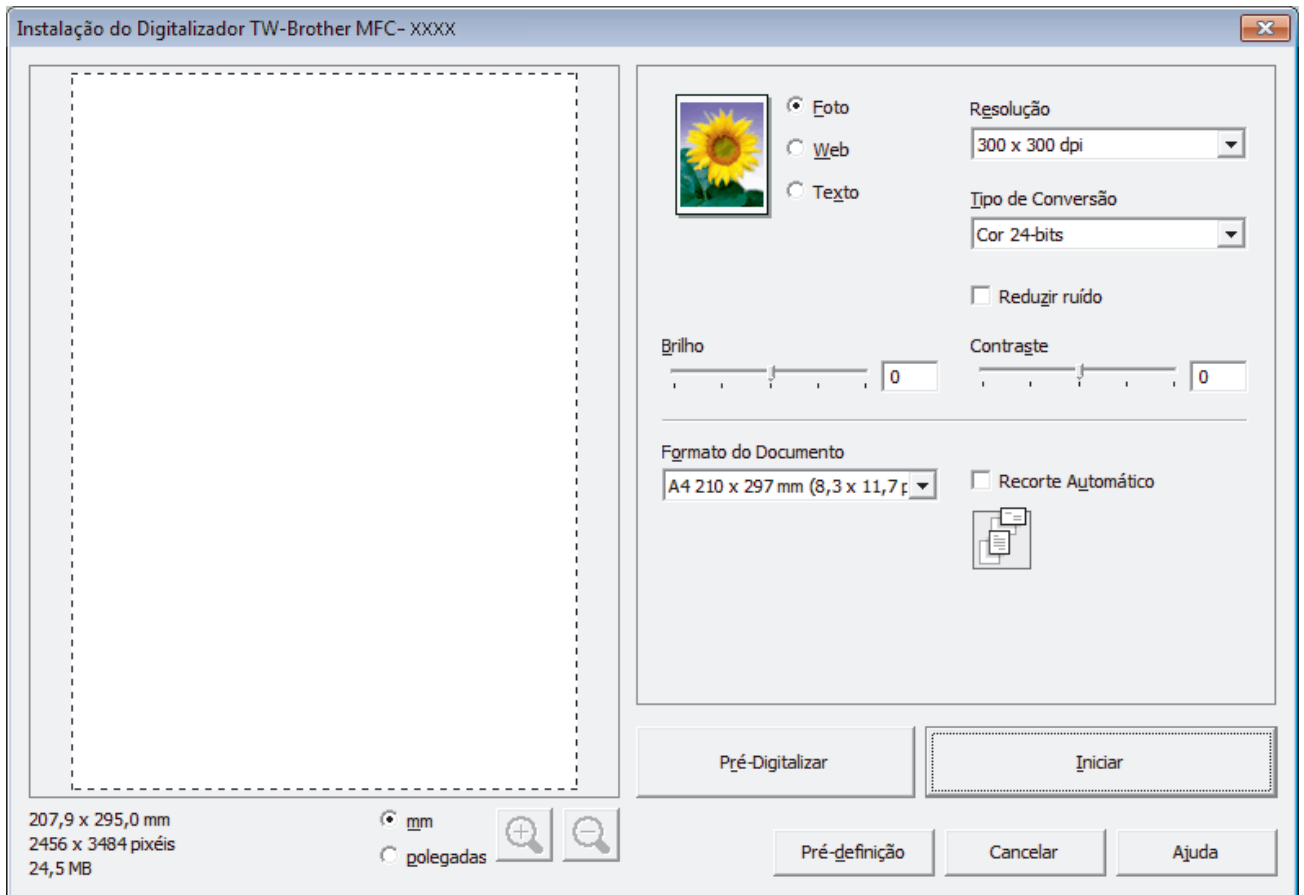 Instalação do Digitalizador TW-Brother MFC- XXXX
Foto
Web
Texto
Resolução
300 x 300 dpi
Tipo de Conversão
Cor 24-bits
Reduzir ruído
Brilho
0
Contraste
0
Formato do Documento
A4 210 x 297 mm (8,3 x 11,7 p
Recorte Automático
Pré-Digitalizar
Iniciar
207,9 x 295,0 mm
2456 x 3484 pixéis
24,5 MB
mm
polegadas
Pré-definição
Cancelar
Ajuda